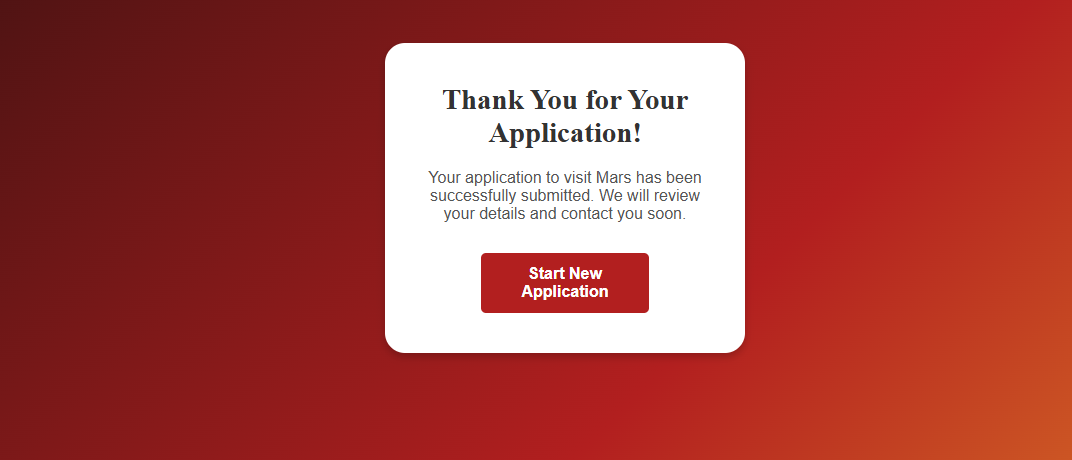 Thank You for Your
Application!
Your application to visit Mars has been
successfully submitted. We will review
your details and contact you soon.
Start New
Application